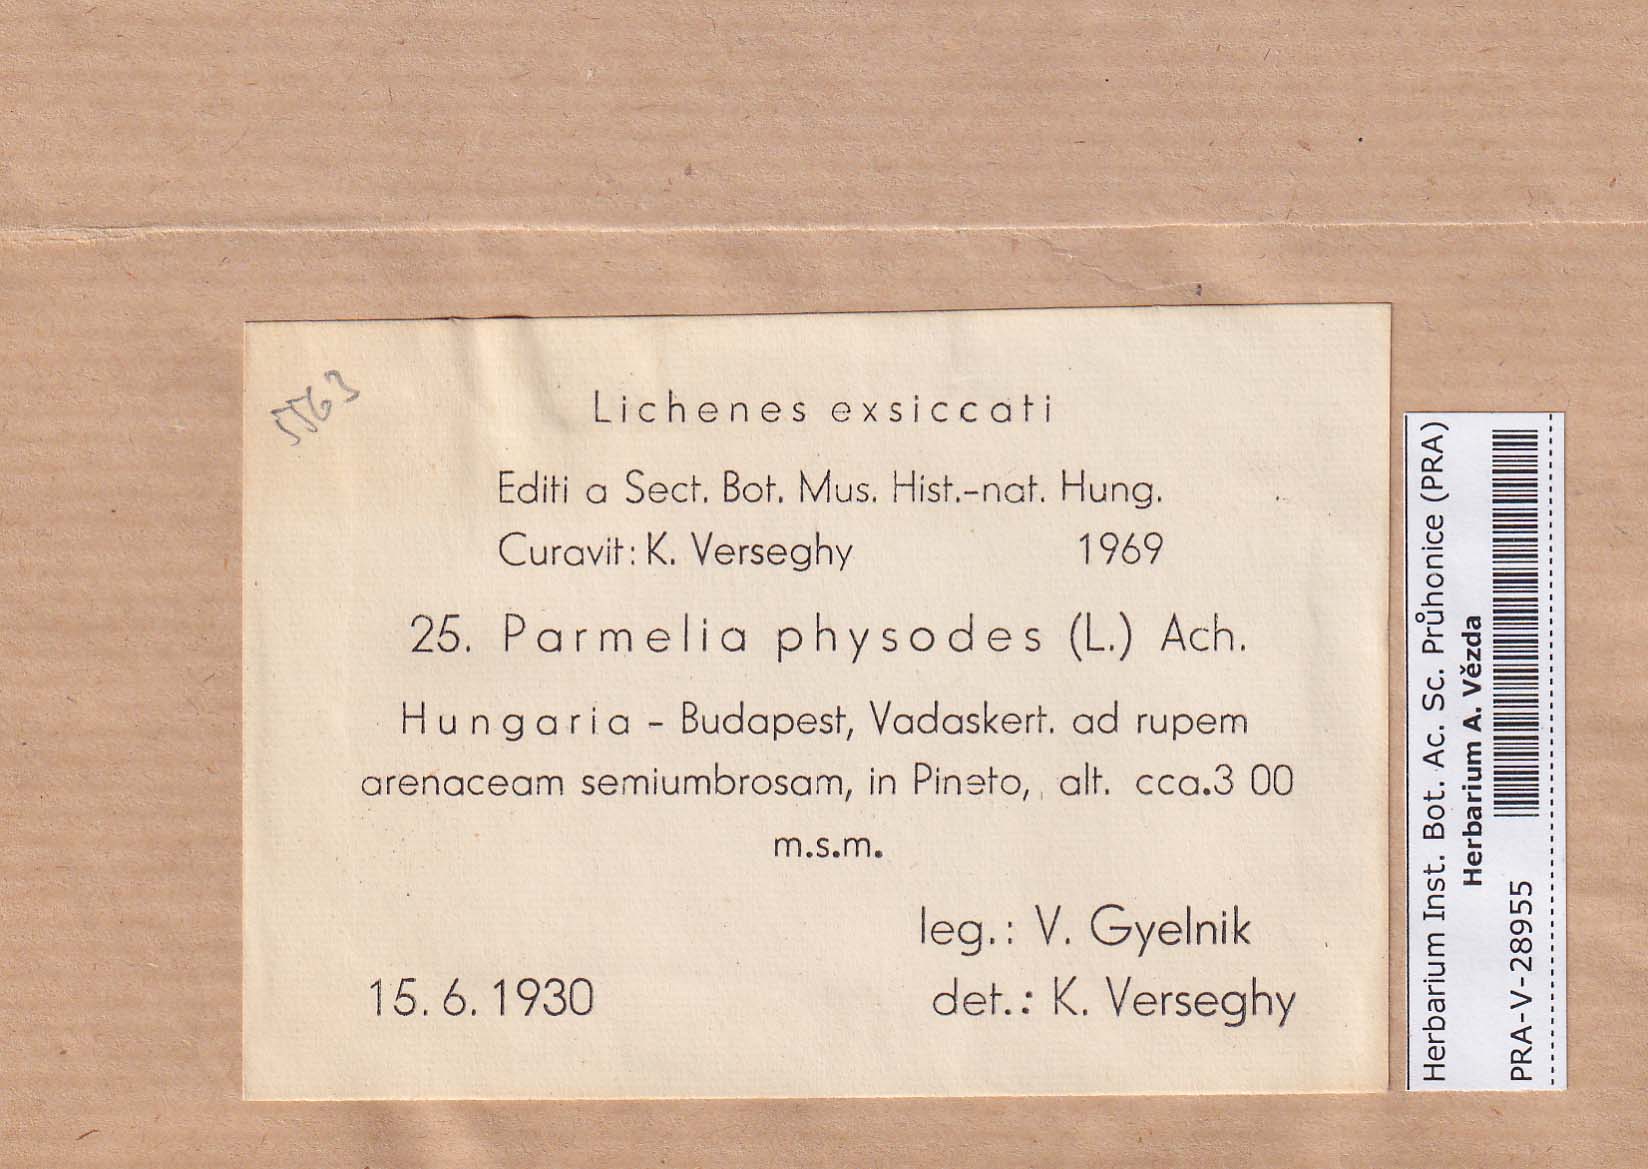 5563
Lichenes exsiccati
Editi a Sect. Bot. Mus. Hist.-nat. Hung.
Curavit: K. Verseghy 1969
25. Parmelia physodes (L.) Ach.
Hungaria - Budapest, Vadaskert. ad rupem
arenaceam semiumbrosam, in Pineto, alt. cca.3 00
m.s.m.
leg.: V. Gyelnik
15. 6. 1930 det.: K. Verseghy
Herbarium Inst. Bot. Ac. Sc. Průhonice (PRA)
Herbarium A. Vězda
PRA-V-28955